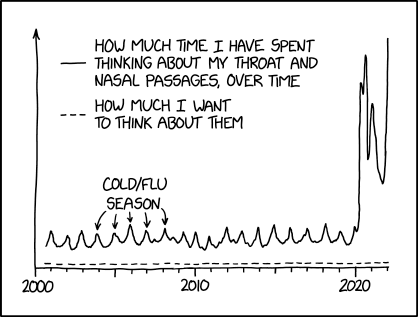 HOW MUCH TIME I HAVE SPENT
THINKING ABOUT MY THROAT AND
NASAL PASSAGES, OVER TIME
HOW MUCH I WANT
TO THINK ABOUT THEM
COLD/FLU
SEASON
2000
2010
2020